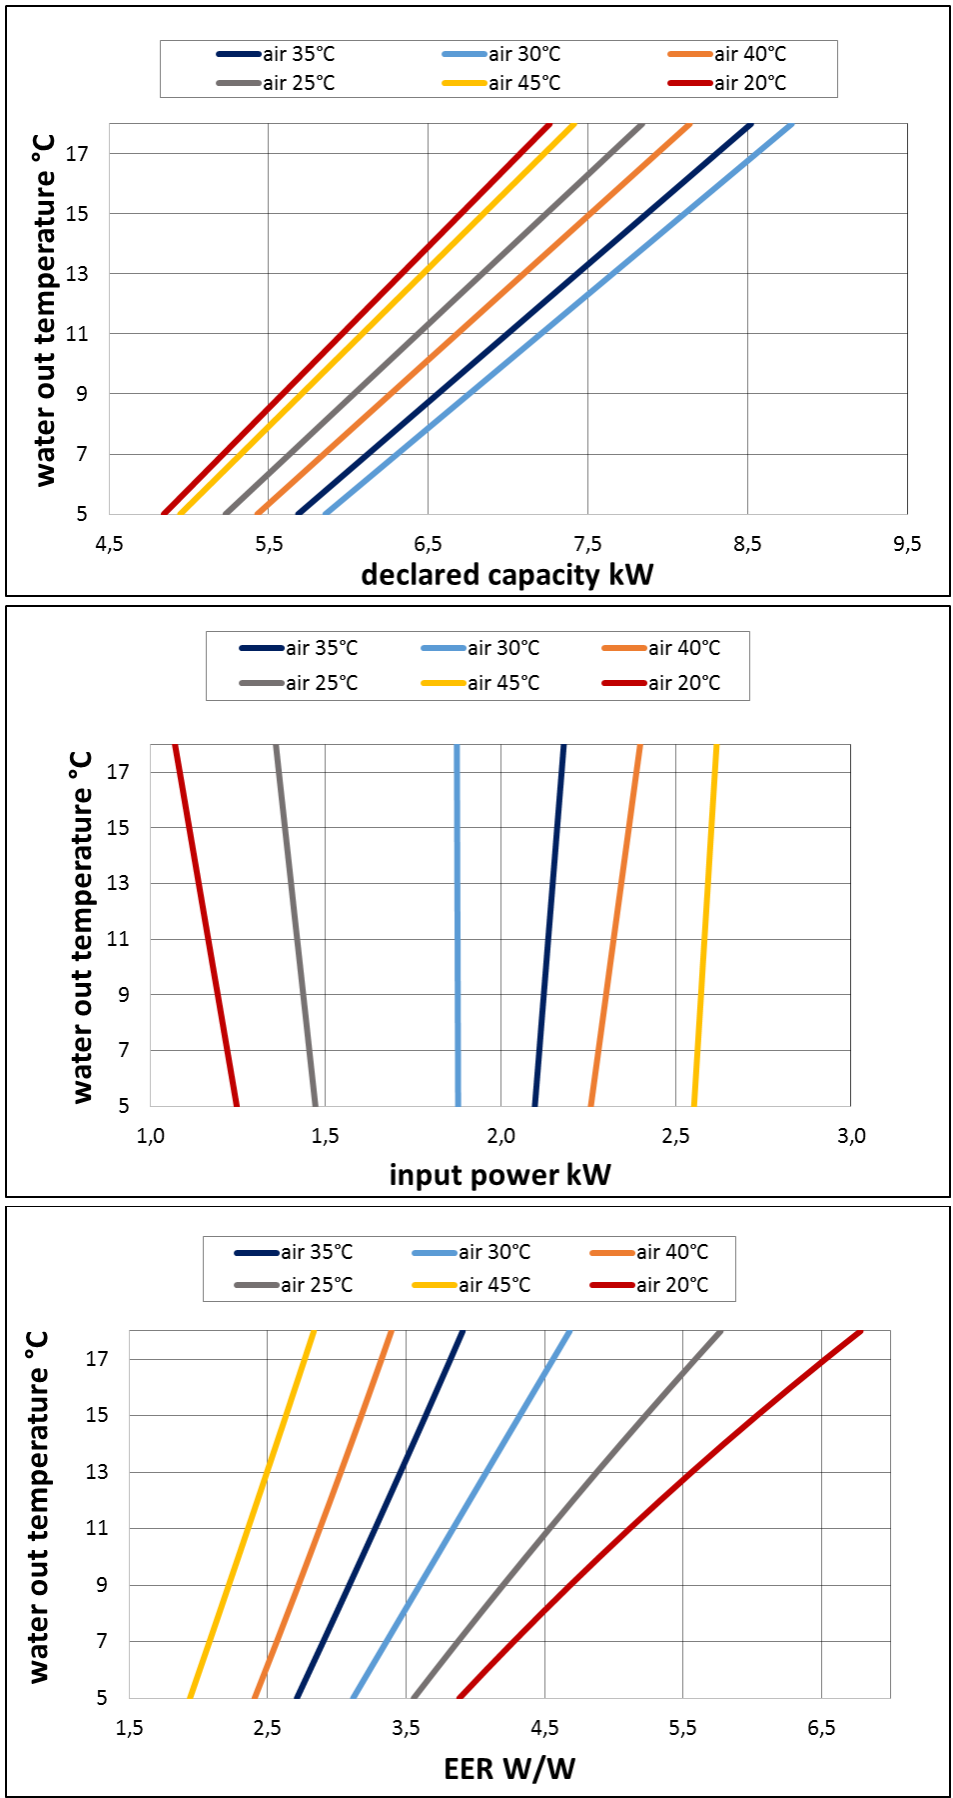 air 35°C air 30°C air 40°C
air 25°C air 45°C air 20°C
water out temperature °C
17
15
13
11
9
7
5
4,5 5,5 6,5 7,5 8,5 9,5
declared capacity kW
air 35°C air 30°C air 40°C
air 25°C air 45°C air 20°C
water out temperature °C
17
15
13
11
9
7
5
1,0 1,5 2,0 2,5 3,0
input power kW
air 35°C air 30°C air 40°C
air 25°C air 45°C air 20°C
water out temperature °C
17
15
13
11
9
7
5
1,5 2,5 3,5 4,5 5,5 6,5
EER W/W